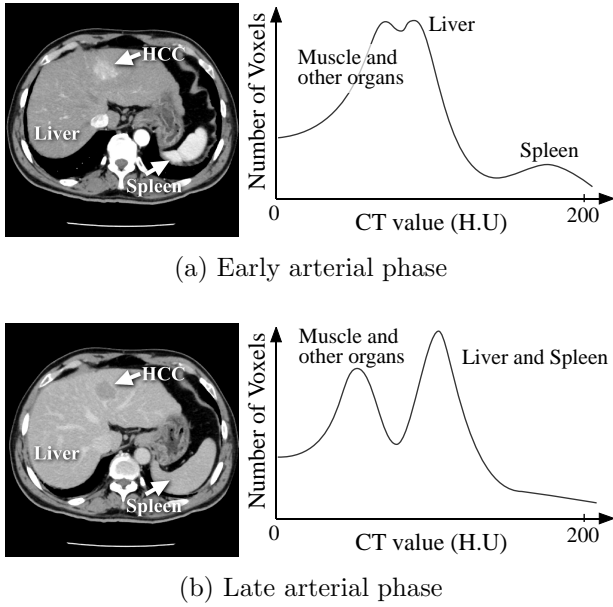 HCC
Liver
Spleen
Number of Voxels
Muscle and
other organs
Liver
Spleen
0
200
CT value (H.U)
(a) Early arterial phase
HCC
Liver
Spleen
Number of Voxels
Muscle and
other organs
Liver and Spleen
0
200
CT value (H.U)
(b) Late arterial phase